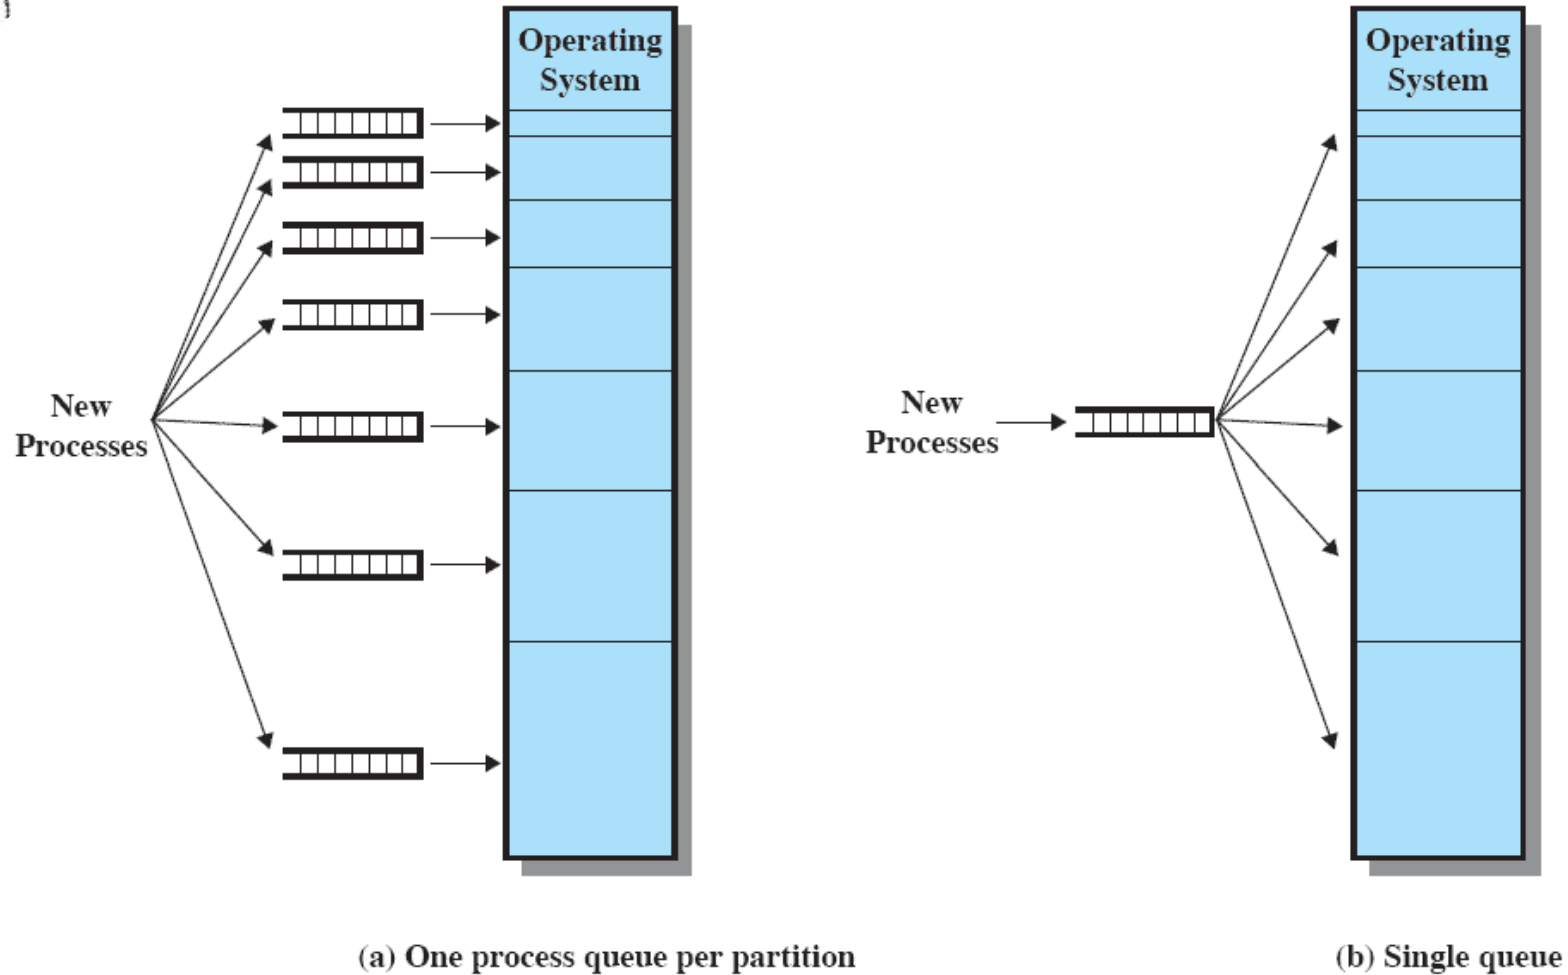 Operating
System
New
Processes
(a) One process queue per partition
Operating
System
New
Processes
(b) Single queue